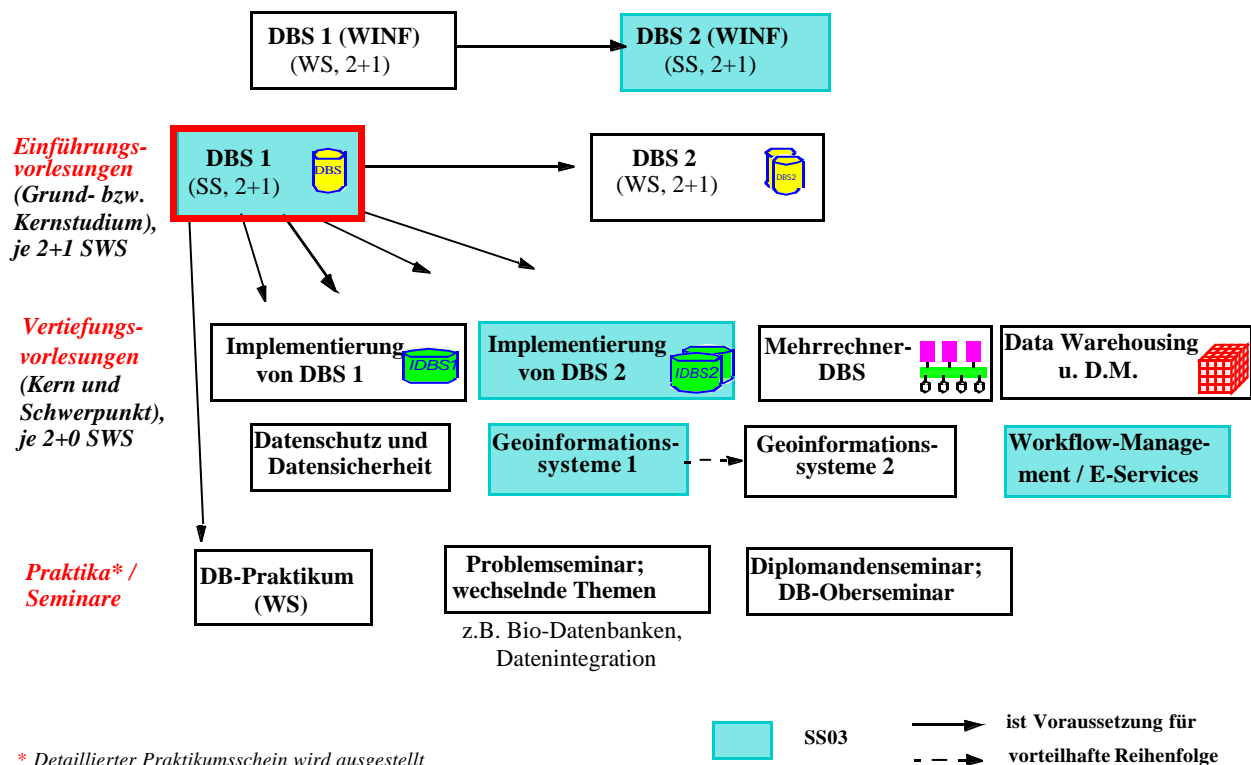 DBS 1 (WINF)
(WS, 2+1)
DBS 2 (WINF)
(SS, 2+1)
Einführungs-
vorlesungen
(Grund- bzw.
Kernstudium),
je 2+1 SWS
DBS 1
(SS, 2+1)
DBS
DBS 2
(WS, 2+1)
DBS2
Vertiefungs-
vorlesungen
(Kern und
Schwerpunkt),
je 2+0 SWS
Implementierung
von DBS 1
IDBS1
Implementierung
von DBS 2
IDBS2
Mehrrechner-
DBS
Data Warehousing
u. D.M.
Datenschutz und
Datensicherheit
Geoinformations-
systeme 1
Geoinformations-
systeme 2
Workflow-Manage-
ment / E-Services
Praktika* /
Seminare
DB-Praktikum
(WS)
Problemseminar;
wechselnde Themen
z.B. Bio-Datenbanken,
Datenintegration
Diplomandenseminar;
DB-Oberseminar
SS03
ist Voraussetzung für
vorteilhafte Reihenfolge
* Detaillierter Praktikumsschein wird ausgestellt